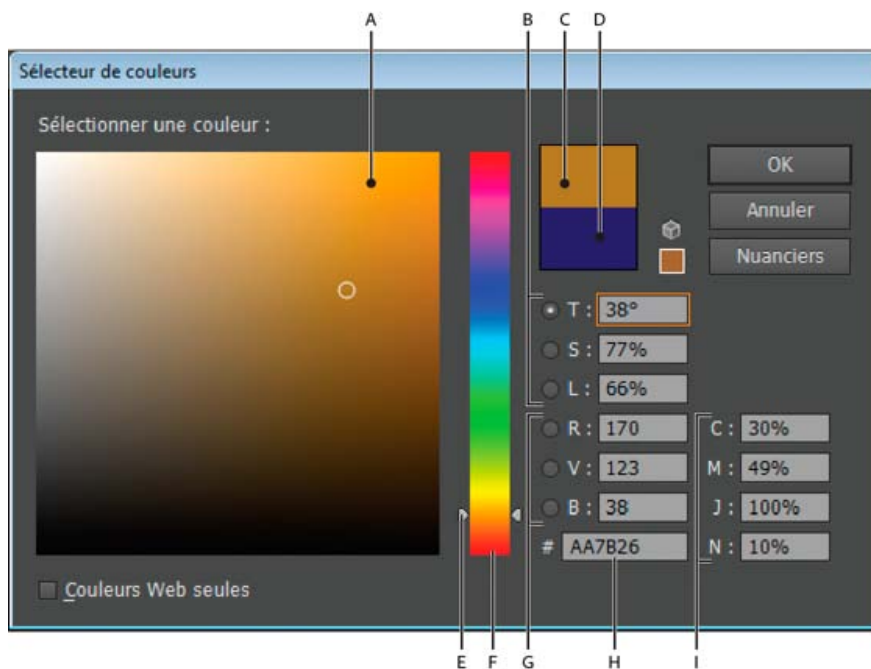 A B C D
Sélecteur de couleurs
Sélectionner une couleur :
OK
Annuler
Nuanciers
T : 38°
S : 77%
L : 66%
R : 170 C : 30%
V : 123 M : 49%
B : 38 J : 100%
# AA7B26 N : 10%
Couleurs Web seules
E F G H I